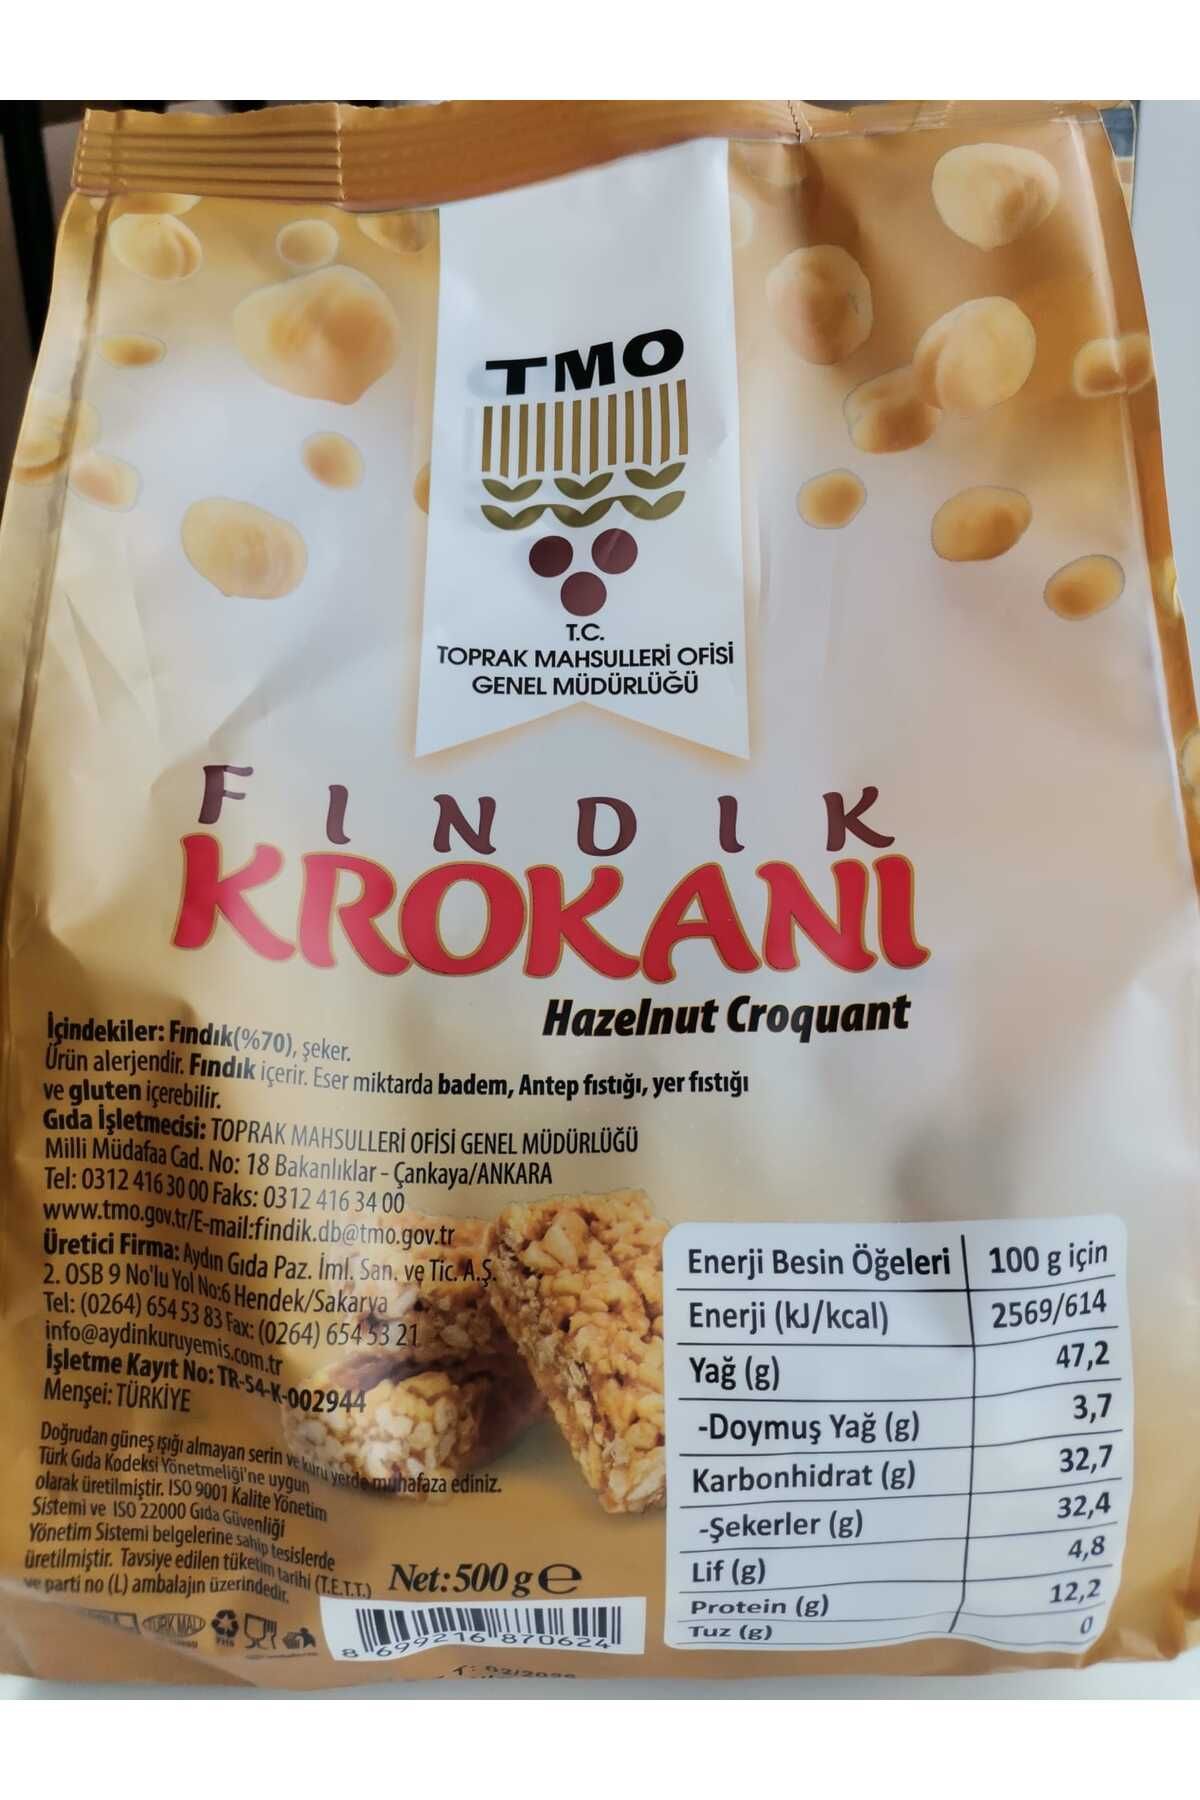 TMO
T.C.
TOPRAK MAHSULLERİ OFİSİ
GENEL MÜDÜRLÜĞÜ
FINDIK
KROKANI
Hazelnut Croquant
İçindekiler: Fındık(%70), şeker.
Ürün alerjendir. Fındık içerir. Eser miktarda badem, Antep fıstığı, yer fıstığı
ve gluten içerebilir.
Gıda İşletmecisi: TOPRAK MAHSULLERİ OFİSİ GENEL MÜDÜRLÜĞÜ
Milli Müdafaa Cad. No: 18 Bakanlıklar - Çankaya/ANKARA
Tel: 0312 416 30 00 Faks: 0312 416 34 00
www.tmo.gov.tr/E-mail:findik.db@tmo.gov.tr
Üretici Firma: Aydın Gıda Paz. İml. San. ve Tic. A.Ş.
2. OSB 9 No'lu Yol No:6 Hendek/Sakarya
Tel: (0264) 654 53 83 Fax: (0264) 654 53 21
info@aydinkuruyemis.com.tr
İşletme Kayıt No: TR-54-K-002944
Menşei: TÜRKİYE
Doğrudan güneş ışığı almayan serin ve kuru yerde muhafaza ediniz.
Türk Gıda Kodeksi Yönetmeliği'ne uygun
olarak üretilmiştir. ISO 9001 Kalite Yönetim
Sistemi ve ISO 22000 Gıda Güvenliği
Yönetim Sistemi belgelerine sahip tesislerde
üretilmiştir. Tavsiye edilen tüketim tarihi (T.E.T.T.)
ve parti no (L) ambalajın üzerindedir.
Net:500 g e
TÜRK MALI
8 699216 870624
Enerji Besin Öğeleri 100 g için
Enerji (kJ/kcal) 2569/614
Yağ (g) 47,2
-Doymuş Yağ (g) 3,7
Karbonhidrat (g) 32,7
-Şekerler (g) 32,4
Lif (g) 4,8
Protein (g) 12,2
Tuz (g) 0